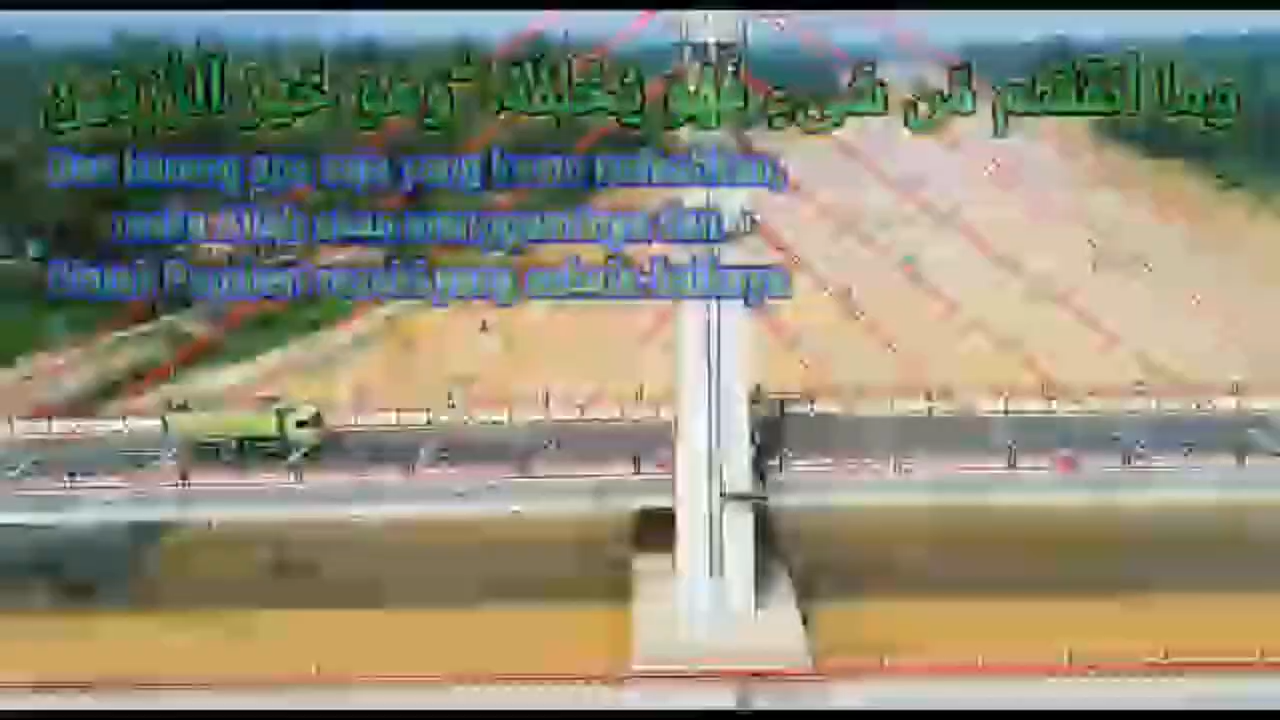 وما أنفقتم من شيء فهو يخلفه وهو خير الرازقين
Dan barang apa saja yang kamu nafkahkan,
maka Allah akan menggantinya dan
Dialah Pemberi rezeki yang sebaik-baiknya